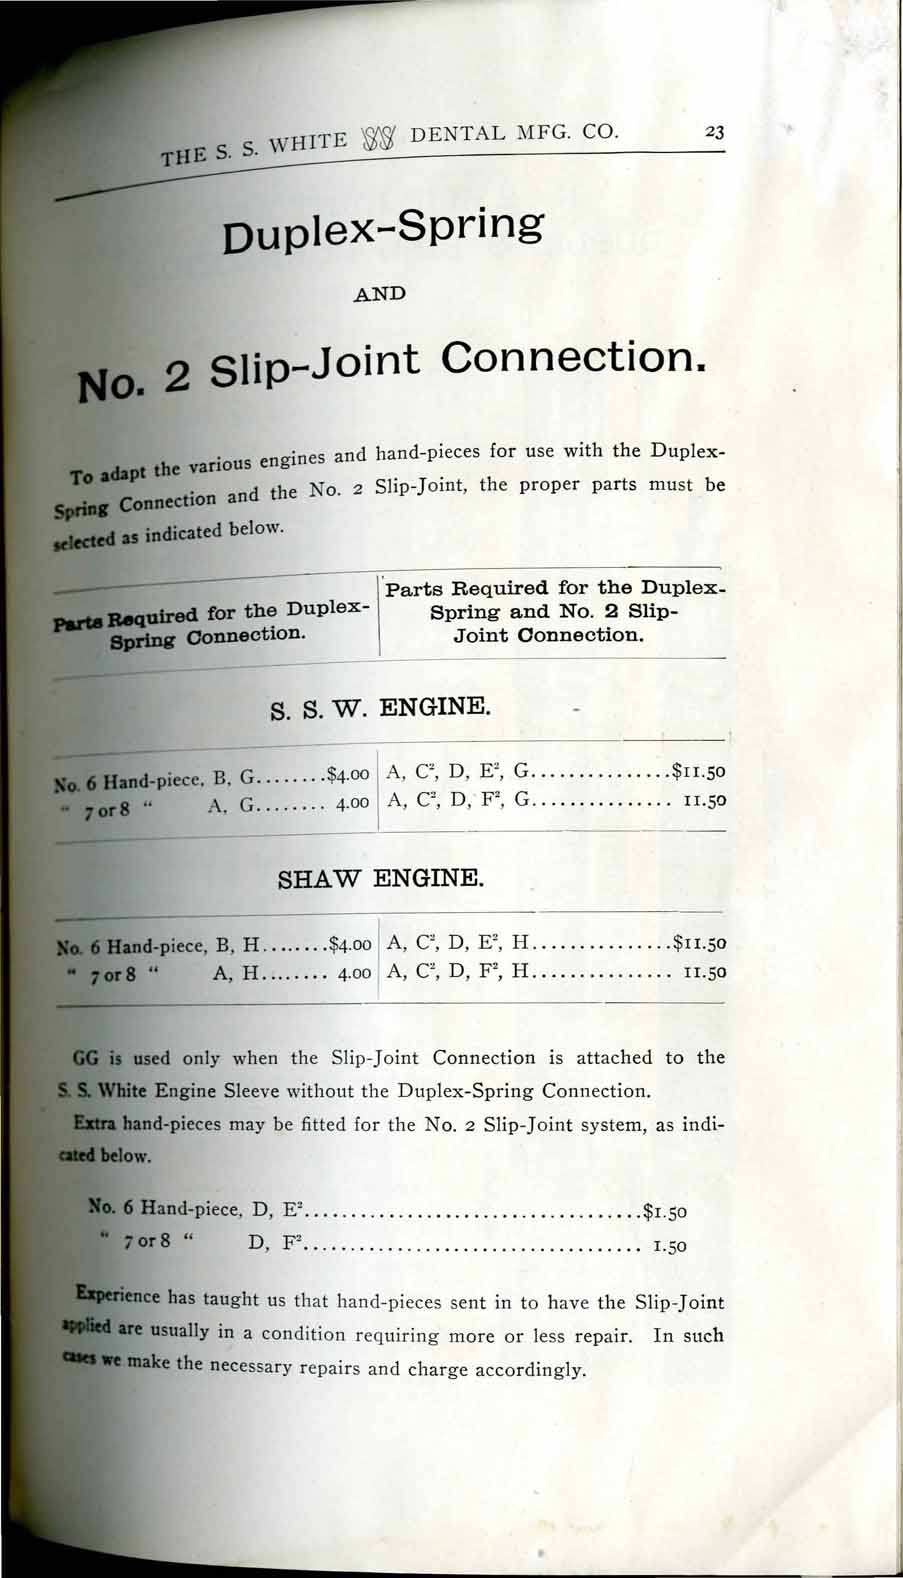 THE S. S. WHITE DENTAL MFG. CO. 23
Duplex-Spring
AND
No. 2 Slip-Joint Connection.
To adapt the various engines and hand-pieces for use with the Duplex-
Spring Connection and the No. 2 Slip-Joint, the proper parts must be
selected as indicated below.
Parts Required for the Duplex-
Spring Connection.
Parts Required for the Duplex-
Spring and No. 2 Slip-
Joint Connection.
S. S. W. ENGINE.
No. 6 Hand-piece, B, G........$4.00 A, C², D, E², G...............$11.50
" 7 or 8 " A, G........ 4.00 A, C², D, F², G............... 11.50
SHAW ENGINE.
No. 6 Hand-piece, B, H........$4.00 A, C², D, E², H...............$11.50
" 7 or 8 " A, H........ 4.00 A, C², D, F², H............... 11.50
GG is used only when the Slip-Joint Connection is attached to the
S. S. White Engine Sleeve without the Duplex-Spring Connection.
Extra hand-pieces may be fitted for the No. 2 Slip-Joint system, as indi-
cated below.
No. 6 Hand-piece, D, E²......................................$1.50
" 7 or 8 " D, F²...................................... 1.50
Experience has taught us that hand-pieces sent in to have the Slip-Joint
applied are usually in a condition requiring more or less repair. In such
cases we make the necessary repairs and charge accordingly.